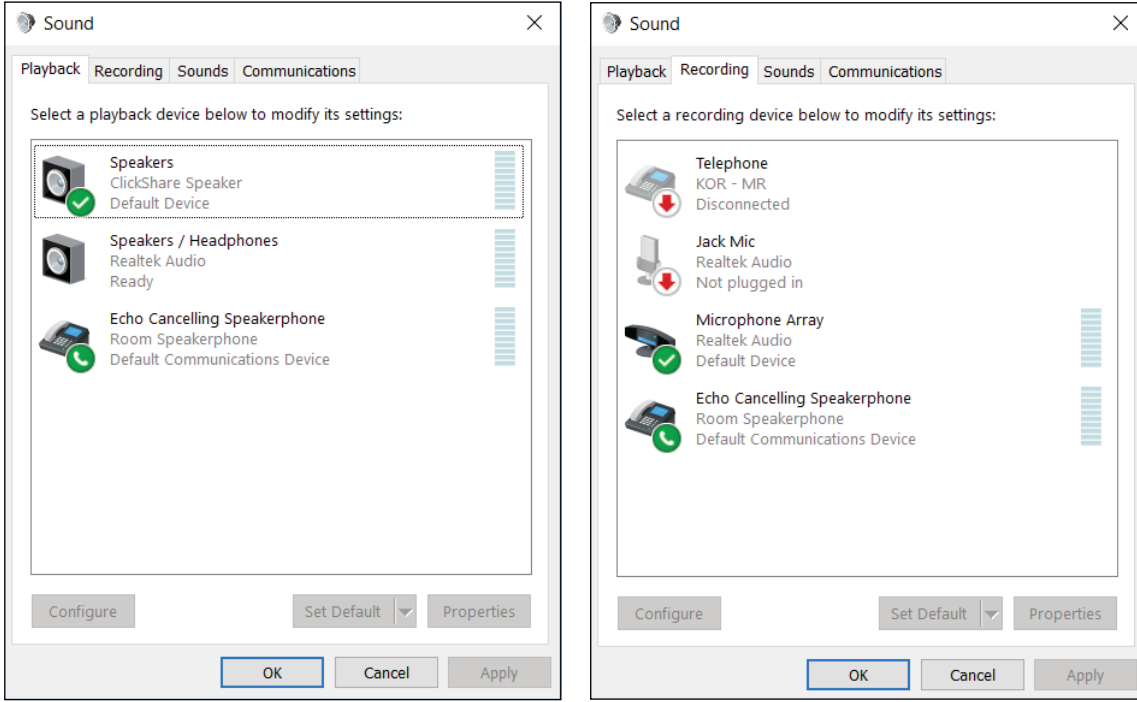 Sound
Playback Recording Sounds Communications
Select a playback device below to modify its settings:
Speakers
ClickShare Speaker
Default Device
Speakers / Headphones
Realtek Audio
Ready
Echo Cancelling Speakerphone
Room Speakerphone
Default Communications Device
Configure Set Default Properties
OK Cancel Apply
Sound
Playback Recording Sounds Communications
Select a recording device below to modify its settings:
Telephone
KOR - MR
Disconnected
Jack Mic
Realtek Audio
Not plugged in
Microphone Array
Realtek Audio
Default Device
Echo Cancelling Speakerphone
Room Speakerphone
Default Communications Device
Configure Set Default Properties
OK Cancel Apply